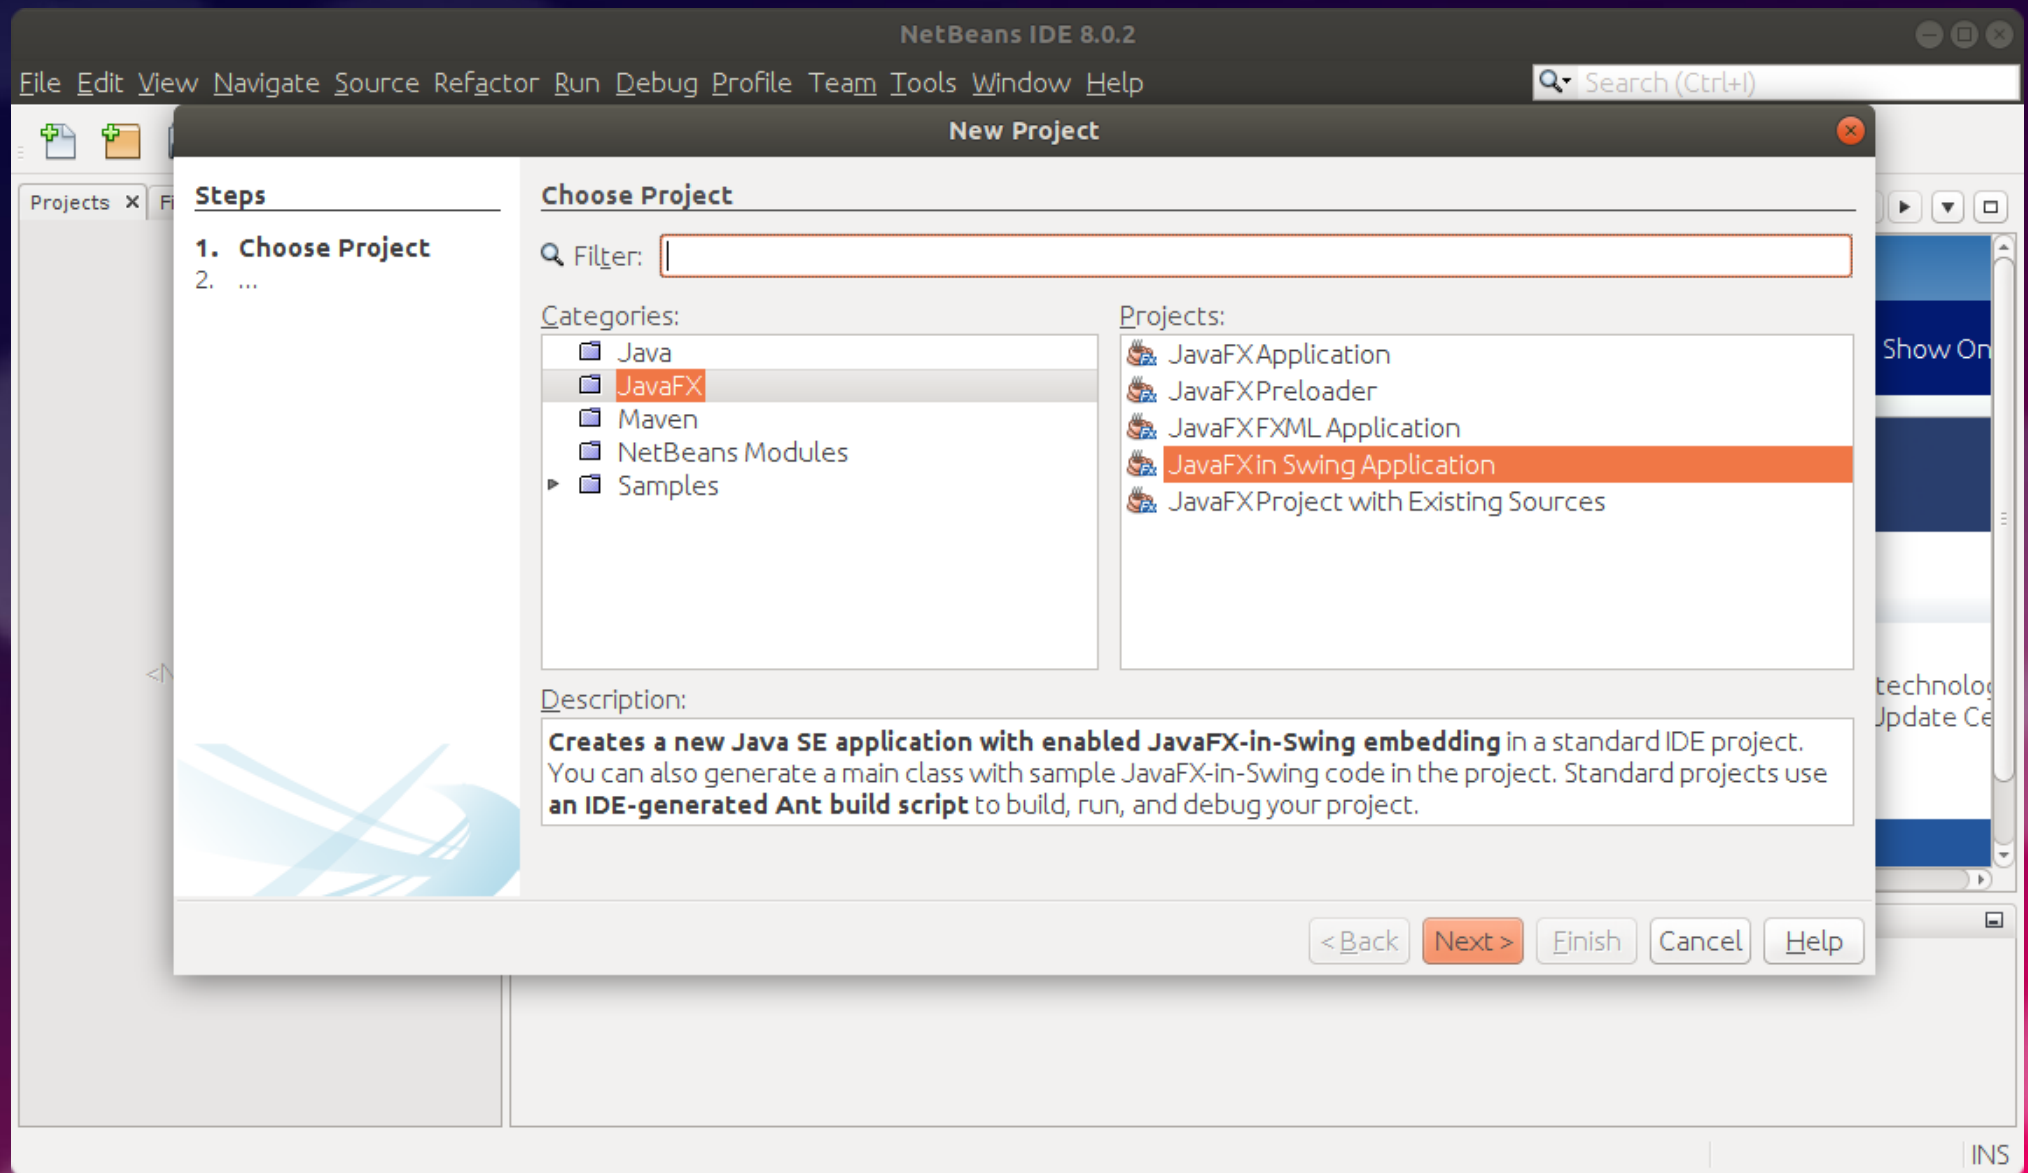 NetBeans IDE 8.0.2
File Edit View Navigate Source Refactor Run Debug Profile Team Tools Window Help
Search (Ctrl+I)
New Project
Projects
Steps
1. Choose Project
2. ...
Choose Project
Filter:
Categories:
Java
JavaFX
Maven
NetBeans Modules
Samples
Projects:
JavaFX Application
JavaFX Preloader
JavaFX FXML Application
JavaFX in Swing Application
JavaFX Project with Existing Sources
Description:
Creates a new Java SE application with enabled JavaFX-in-Swing embedding in a standard IDE project.
You can also generate a main class with sample JavaFX-in-Swing code in the project. Standard projects use
an IDE-generated Ant build script to build, run, and debug your project.
< Back Next > Finish Cancel Help
Show On
INS